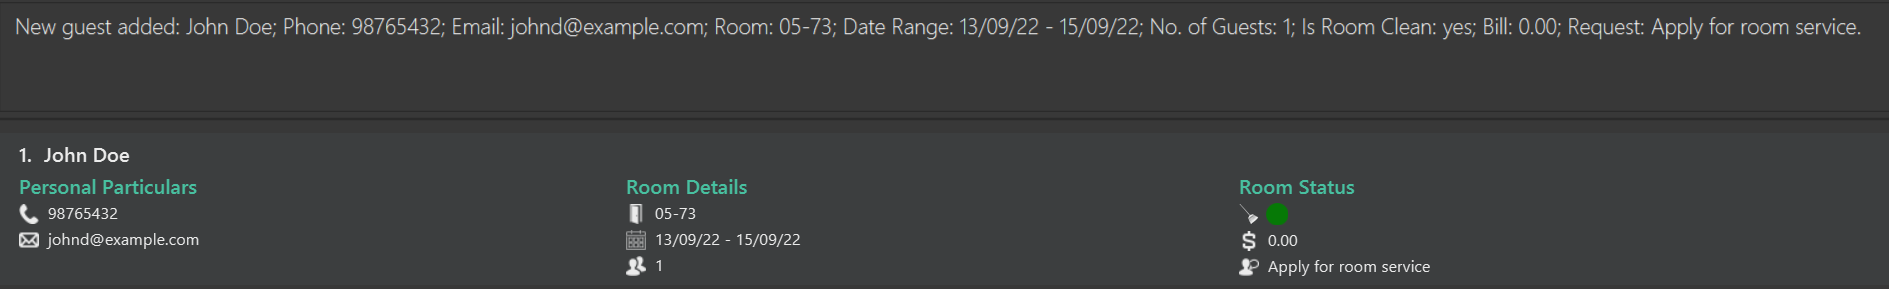 New guest added: John Doe; Phone: 98765432; Email: johnd@example.com; Room: 05-73; Date Range: 13/09/22 - 15/09/22; No. of Guests: 1; Is Room Clean: yes; Bill: 0.00; Request: Apply for room service.
1. John Doe
Personal Particulars
98765432
johnd@example.com
Room Details
05-73
13/09/22 - 15/09/22
1
Room Status
0.00
Apply for room service